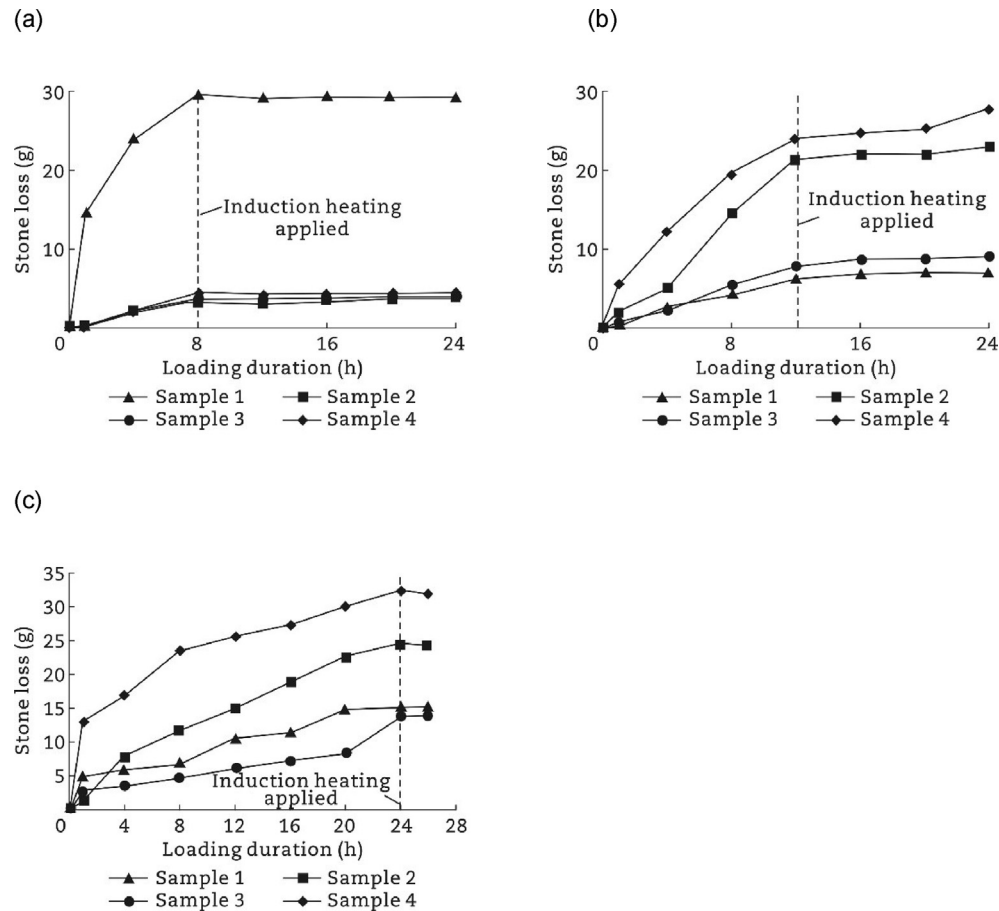 (a)
30
20
10
0
8
16
24
Stone loss (g)
Induction heating
applied
Loading duration (h)
Sample 1
Sample 2
Sample 3
Sample 4
(b)
30
20
10
0
8
16
24
Stone loss (g)
Induction heating
applied
Loading duration (h)
Sample 1
Sample 2
Sample 3
Sample 4
(c)
35
30
25
20
15
10
5
0
4
8
12
16
20
24
28
Stone loss (g)
Induction heating
applied
Loading duration (h)
Sample 1
Sample 2
Sample 3
Sample 4